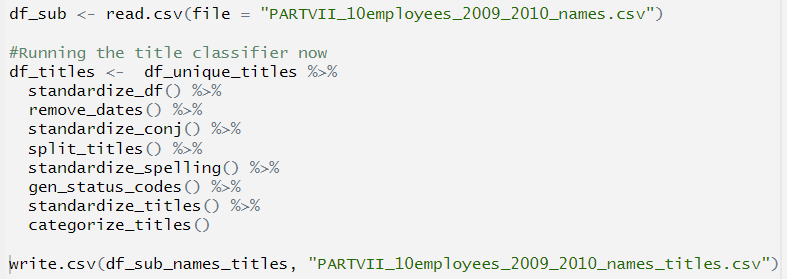 df_sub <- read.csv(file = "PARTVII_10employees_2009_2010_names.csv")
#Running the title classifier now
df_titles <-  df_unique_titles %>%
  standardize_df() %>%
  remove_dates() %>%
  standardize_conj() %>%
  split_titles() %>%
  standardize_spelling() %>%
  gen_status_codes() %>%
  standardize_titles() %>%
  categorize_titles()
write.csv(df_sub_names_titles, "PARTVII_10employees_2009_2010_names_titles.csv")